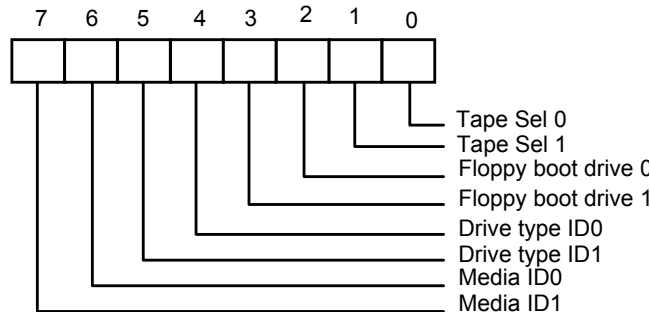 7 6 5 4 3 2 1 0
Tape Sel 0
Tape Sel 1
Floppy boot drive 0
Floppy boot drive 1
Drive type ID0
Drive type ID1
Media ID0
Media ID1